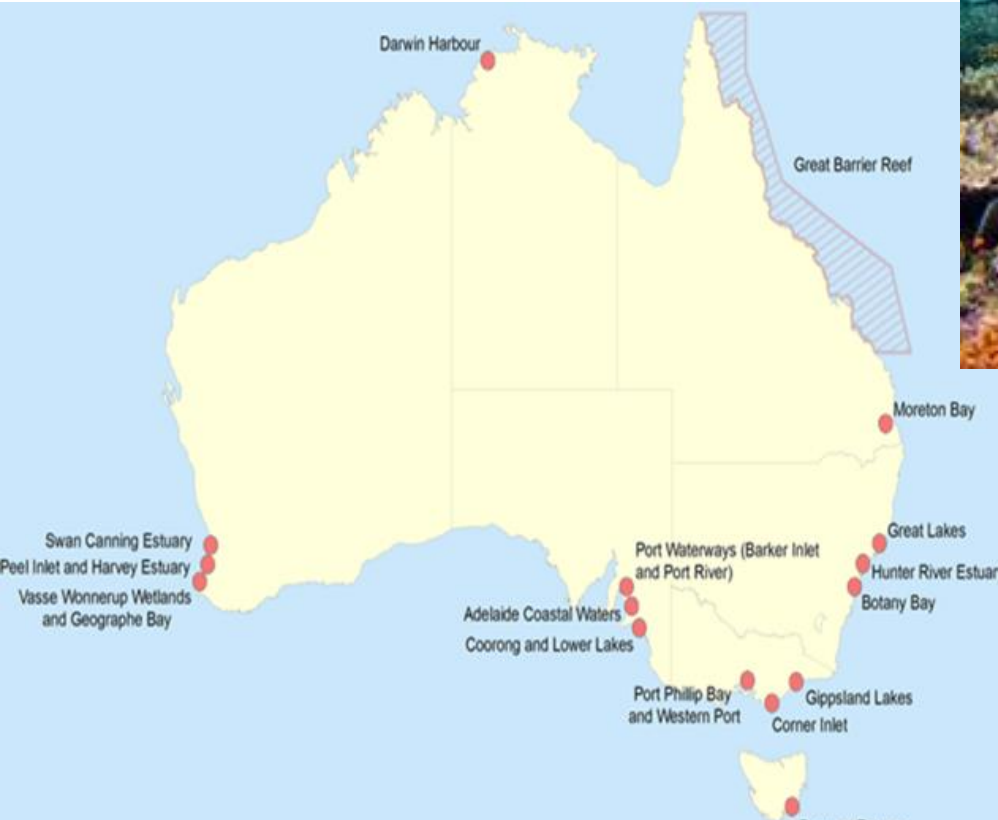 Darwin Harbour
Great Barrier Reef
Moreton Bay
Great Lakes
Hunter River Estuar
Botany Bay
Swan Canning Estuary
Peel Inlet and Harvey Estuary
Vasse Wonnerup Wetlands
and Geographe Bay
Port Waterways (Barker Inlet
and Port River)
Adelaide Coastal Waters
Coorong and Lower Lakes
Port Phillip Bay
and Western Port
Gippsland Lakes
Corner Inlet